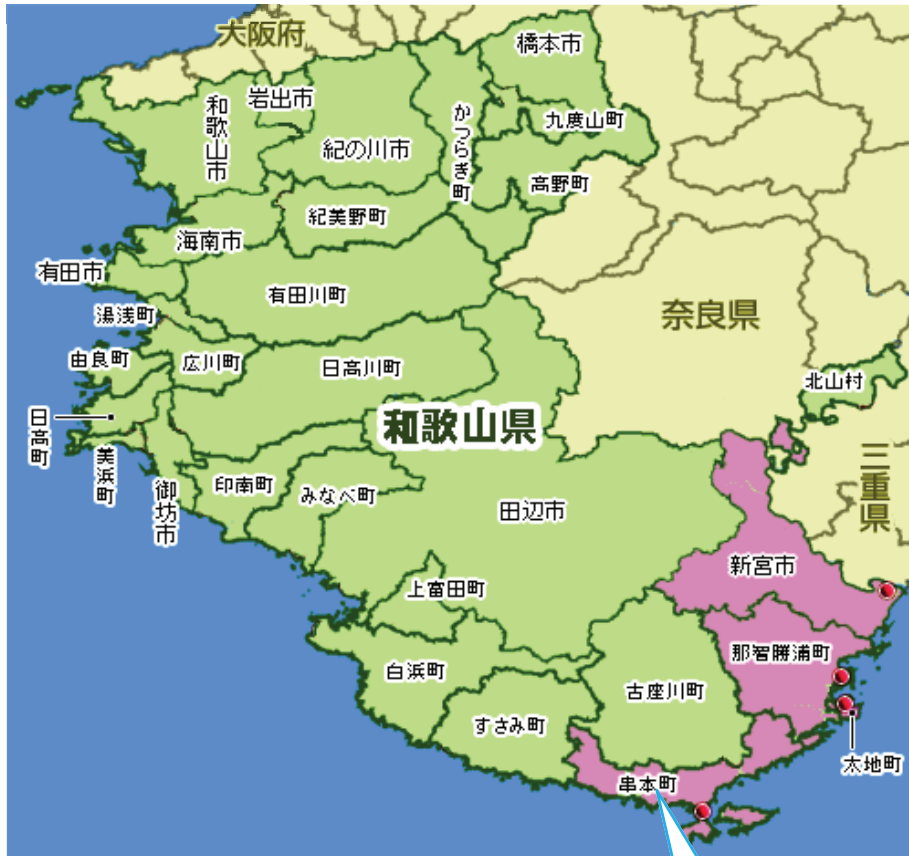 大阪府
橋本市
岩出市
和歌山市
かつらぎ町
九度山町
紀の川市
高野町
紀美野町
海南市
有田市
有田川町
湯浅町
奈良県
由良町
広川町
日高川町
北山村
和歌山県
日高町
美浜町
御坊市
印南町
みなべ町
三重県
田辺市
新宮市
上富田町
那智勝浦町
白浜町
古座川町
すさみ町
太地町
串本町